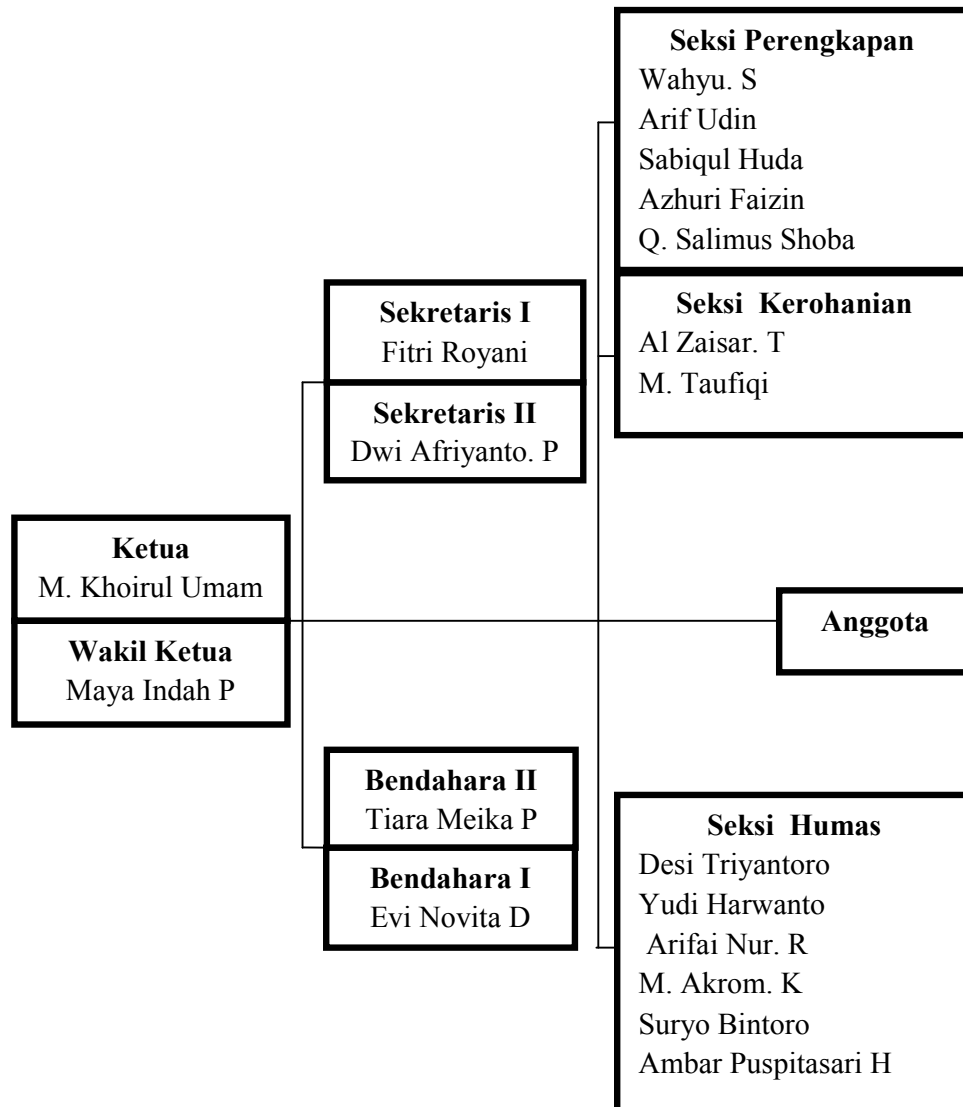 Seksi Perengkapan
Wahyu. S
Arif Udin
Sabiqul Huda
Azhuri Faizin
Q. Salimus Shoba
Seksi Kerohanian
Al Zaisar. T
M. Taufiqi
Sekretaris I
Fitri Royani
Sekretaris II
Dwi Afriyanto. P
Ketua
M. Khoirul Umam
Wakil Ketua
Maya Indah P
Anggota
Bendahara II
Tiara Meika P
Bendahara I
Evi Novita D
Seksi Humas
Desi Triyantoro
Yudi Harwanto
Arifai Nur. R
M. Akrom. K
Suryo Bintoro
Ambar Puspitasari H